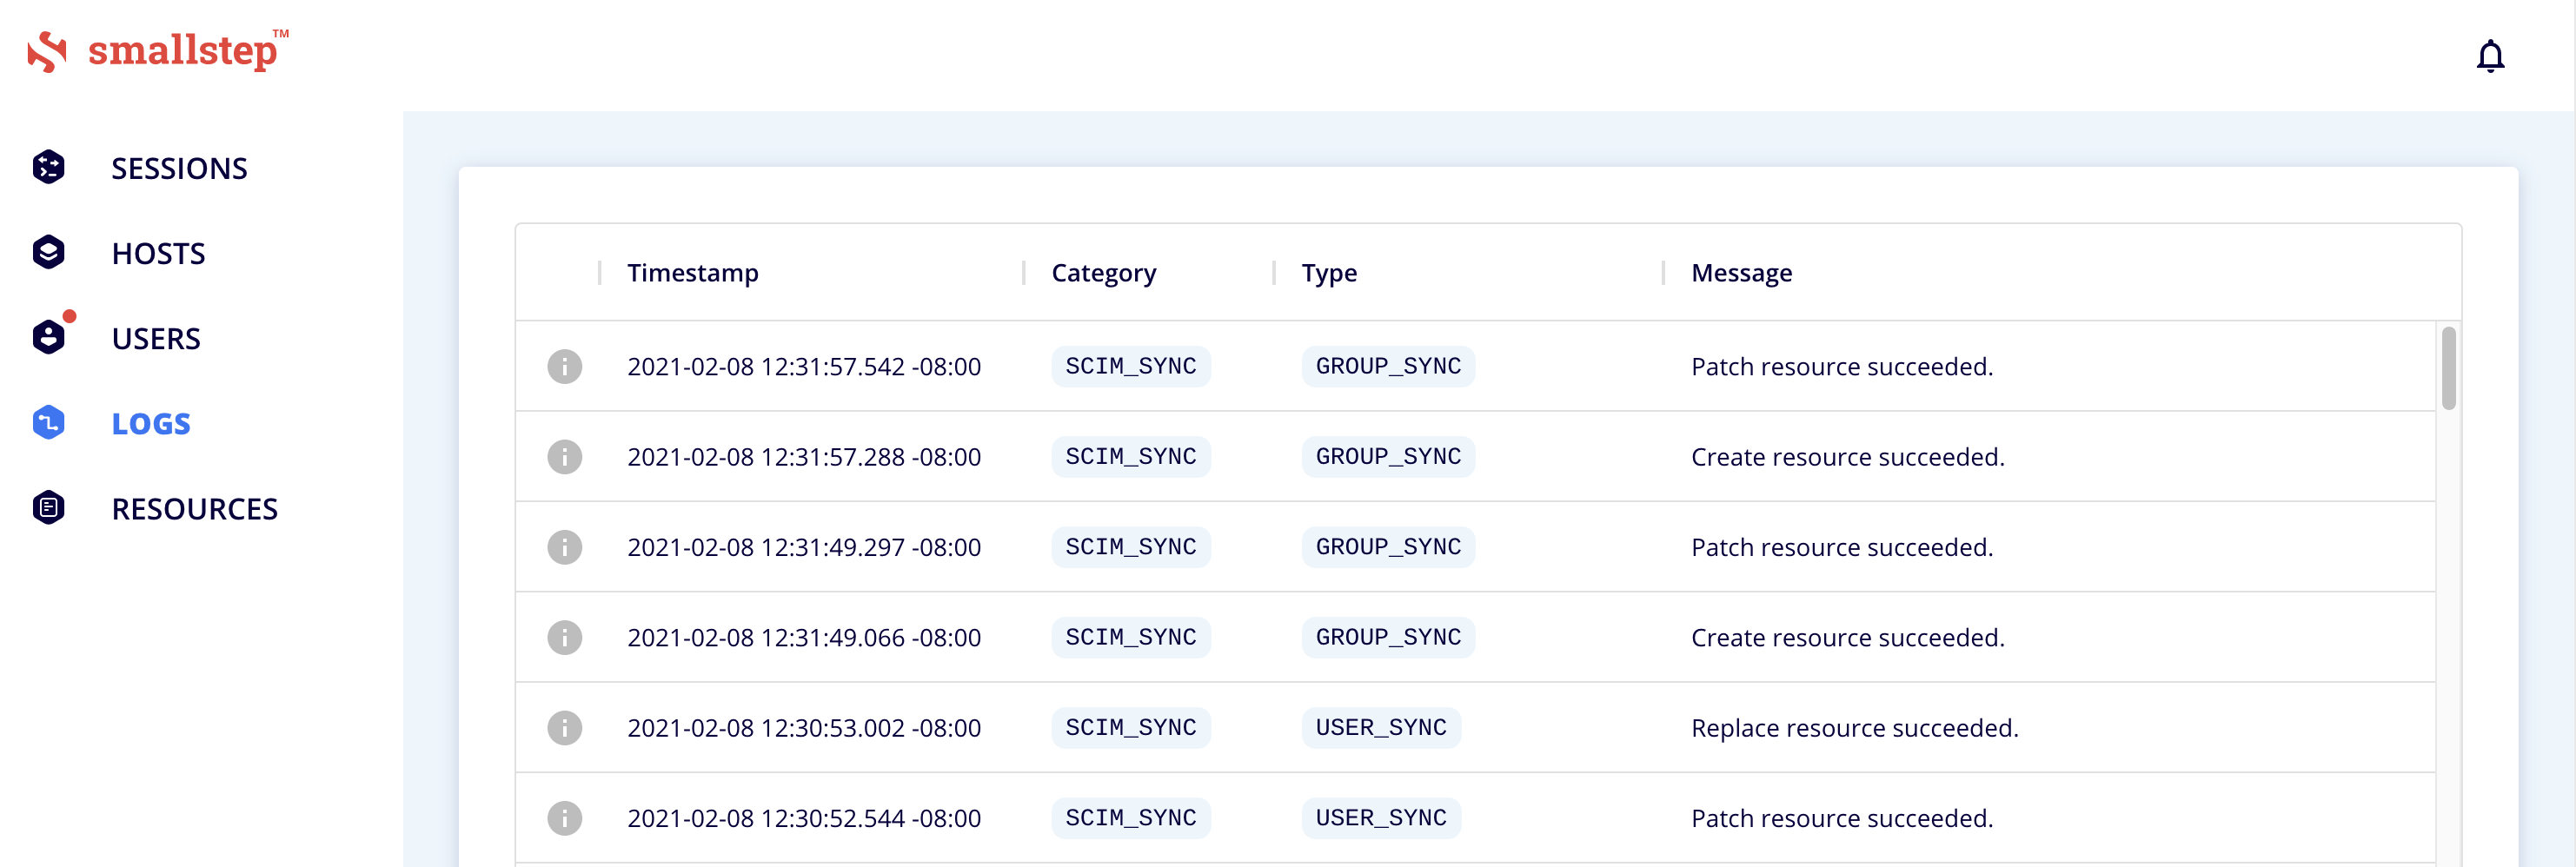 smallstep™
SESSIONS
HOSTS
USERS
LOGS
RESOURCES
Timestamp Category Type Message
2021-02-08 12:31:57.542 -08:00 SCIM_SYNC GROUP_SYNC Patch resource succeeded.
2021-02-08 12:31:57.288 -08:00 SCIM_SYNC GROUP_SYNC Create resource succeeded.
2021-02-08 12:31:49.297 -08:00 SCIM_SYNC GROUP_SYNC Patch resource succeeded.
2021-02-08 12:31:49.066 -08:00 SCIM_SYNC GROUP_SYNC Create resource succeeded.
2021-02-08 12:30:53.002 -08:00 SCIM_SYNC USER_SYNC Replace resource succeeded.
2021-02-08 12:30:52.544 -08:00 SCIM_SYNC USER_SYNC Patch resource succeeded.